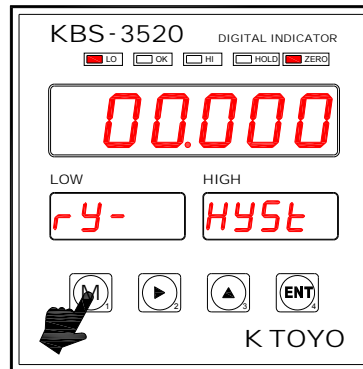 KBS-3520 DIGITAL INDICATOR
LO OK HI HOLD ZERO
00.000
LOW HIGH
rY- HYSt
M 1 2 3 ENT 4
K TOYO